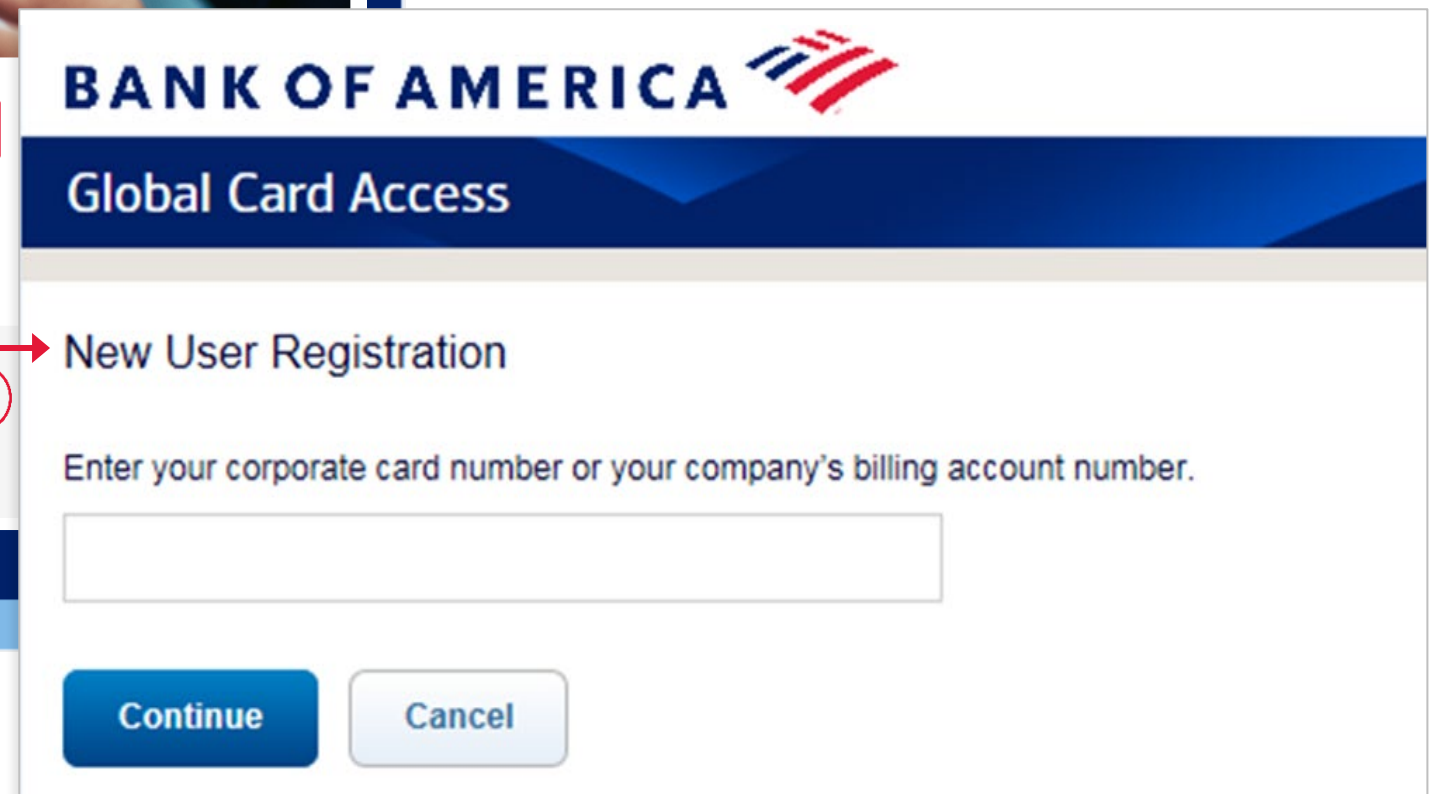 BANK OF AMERICA
Global Card Access
New User Registration
Enter your corporate card number or your company's billing account number.
Continue
Cancel